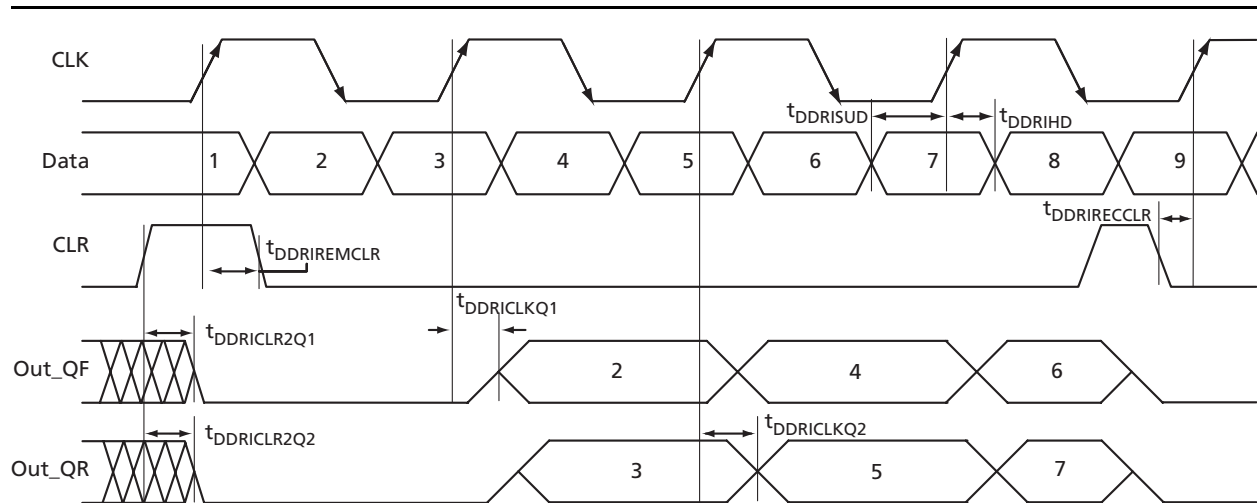 CLK
tDDRISUD
tDDRIHD
Data
1 2 3 4 5 6 7 8 9
CLR
tDDRIREMCLR
tDDRIRECCLR
tDDRICLKQ1
tDDRICLR2Q1
Out_QF
2 4 6
tDDRICLR2Q2
tDDRICLKQ2
Out_QR
3 5 7